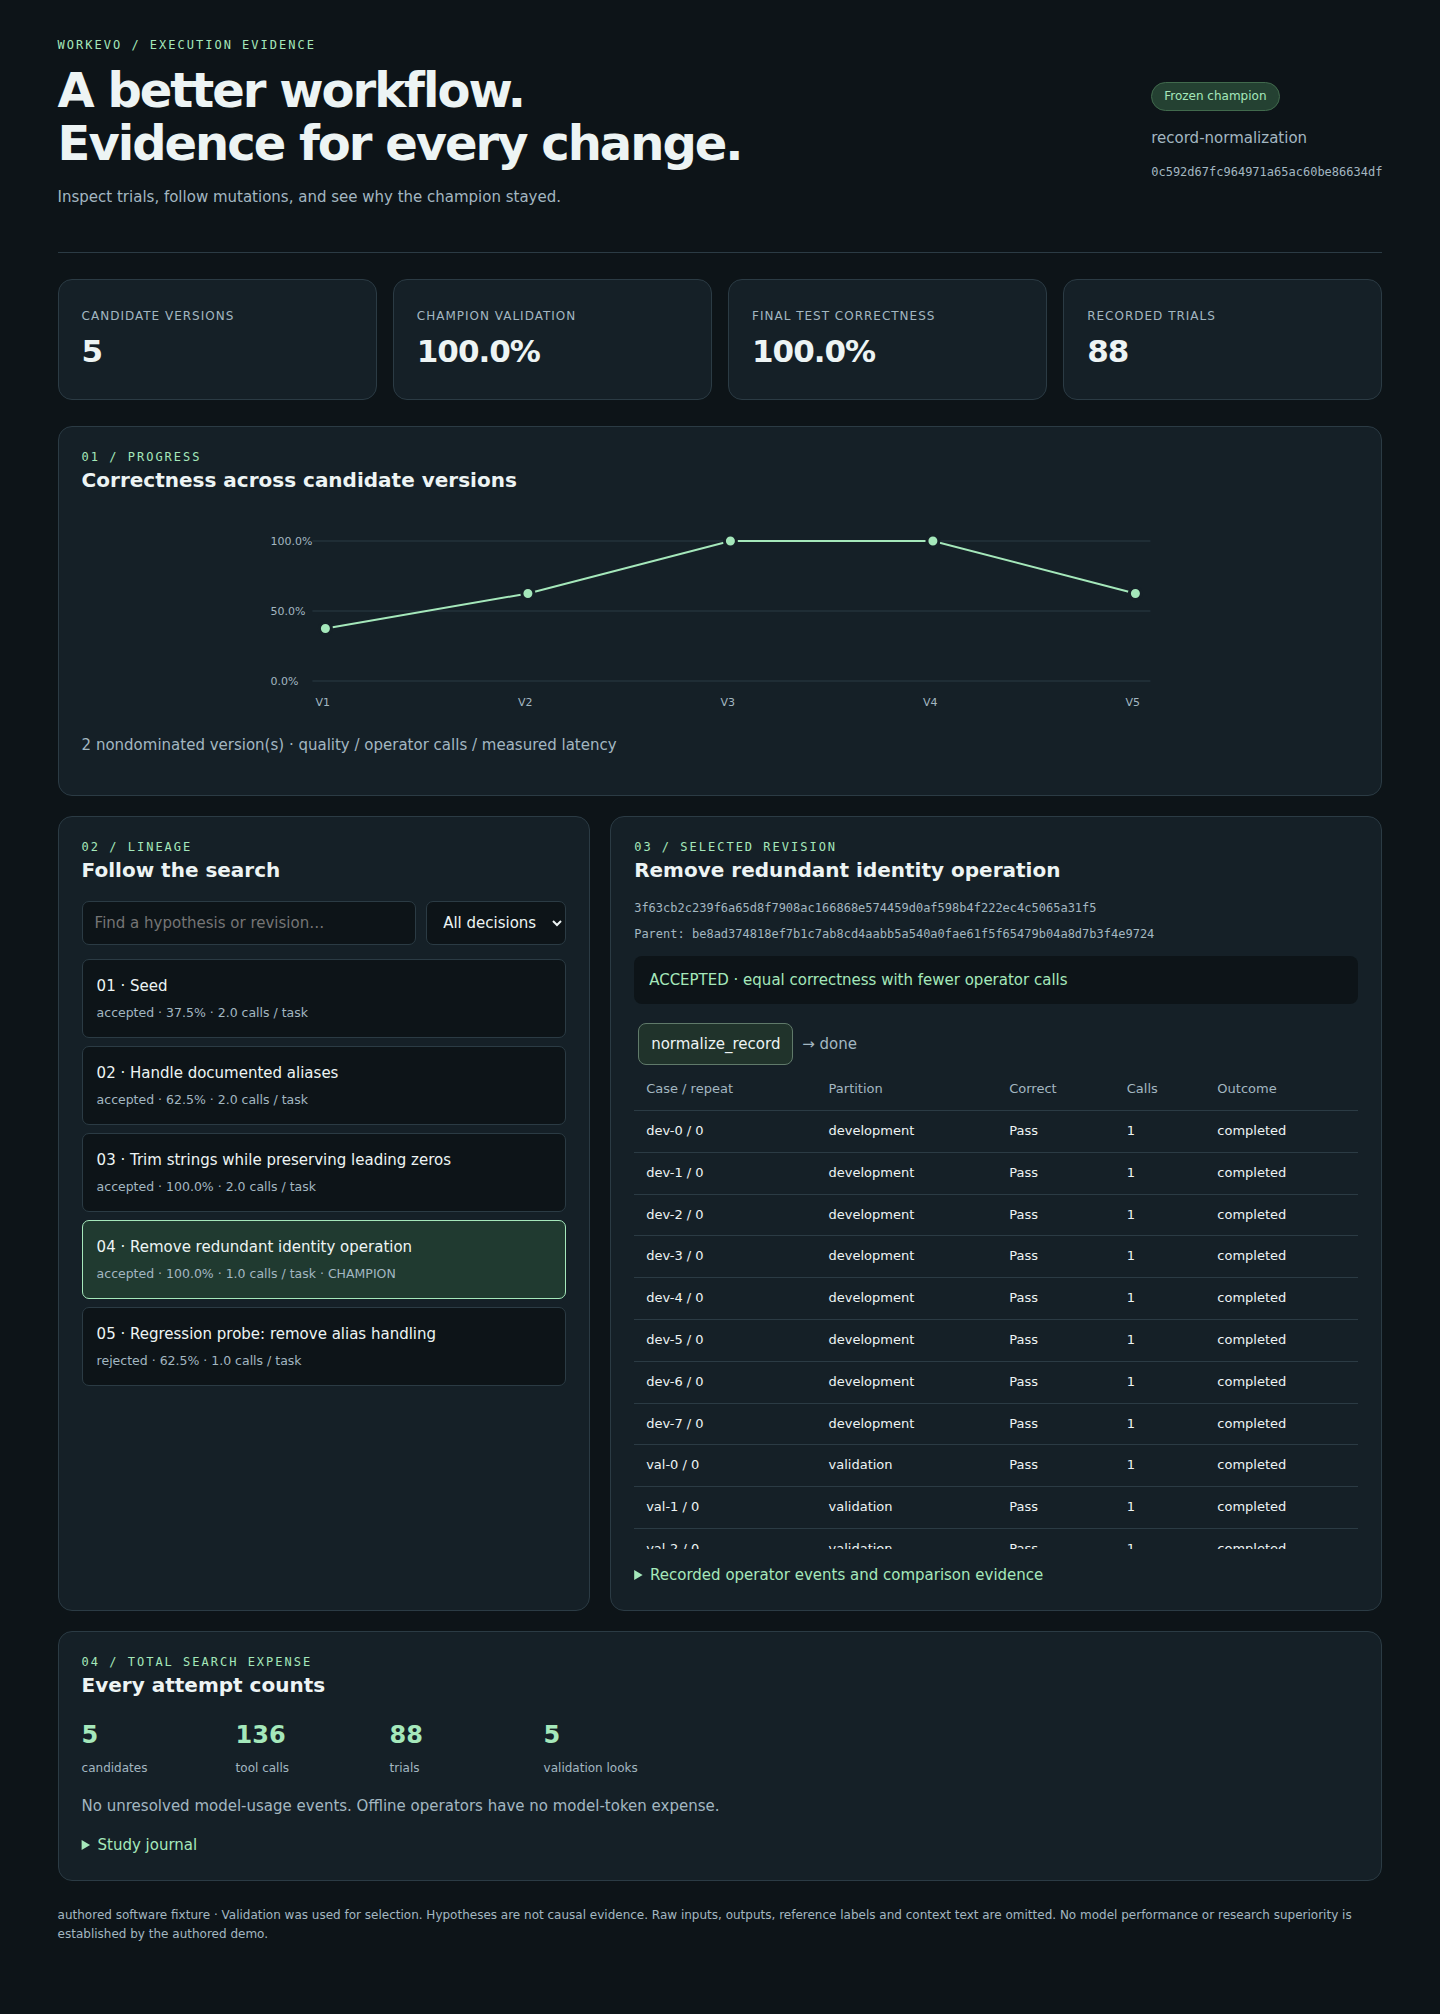 WORKEVO / EXECUTION EVIDENCE
A better workflow.
Evidence for every change.
Inspect trials, follow mutations, and see why the champion stayed.
Frozen champion
record-normalization
0c592d67fc964971a65ac60be86634df
CANDIDATE VERSIONS
5
CHAMPION VALIDATION
100.0%
FINAL TEST CORRECTNESS
100.0%
RECORDED TRIALS
88
01 / PROGRESS
Correctness across candidate versions
100.0%
50.0%
0.0%
V1 V2 V3 V4 V5
2 nondominated version(s) · quality / operator calls / measured latency
02 / LINEAGE
Follow the search
Find a hypothesis or revision...
All decisions
01 · Seed
accepted · 37.5% · 2.0 calls / task
02 · Handle documented aliases
accepted · 62.5% · 2.0 calls / task
03 · Trim strings while preserving leading zeros
accepted · 100.0% · 2.0 calls / task
04 · Remove redundant identity operation
accepted · 100.0% · 1.0 calls / task · CHAMPION
05 · Regression probe: remove alias handling
rejected · 62.5% · 1.0 calls / task
03 / SELECTED REVISION
Remove redundant identity operation
3f63cb2c239f6a65d8f7908ac166868e574459d0af598b4f222ec4c5065a31f5
Parent: be8ad374818ef7b1c7ab8cd4aabb5a540a0fae61f5f65479b04a8d7b3f4e9724
ACCEPTED · equal correctness with fewer operator calls
normalize_record → done
Case / repeat Partition Correct Calls Outcome
dev-0 / 0 development Pass 1 completed
dev-1 / 0 development Pass 1 completed
dev-2 / 0 development Pass 1 completed
dev-3 / 0 development Pass 1 completed
dev-4 / 0 development Pass 1 completed
dev-5 / 0 development Pass 1 completed
dev-6 / 0 development Pass 1 completed
dev-7 / 0 development Pass 1 completed
val-0 / 0 validation Pass 1 completed
val-1 / 0 validation Pass 1 completed
val-2 / 0 validation Pass 1 completed
Recorded operator events and comparison evidence
04 / TOTAL SEARCH EXPENSE
Every attempt counts
5 136 88 5
candidates tool calls trials validation looks
No unresolved model-usage events. Offline operators have no model-token expense.
Study journal
authored software fixture · Validation was used for selection. Hypotheses are not causal evidence. Raw inputs, outputs, reference labels and context text are omitted. No model performance or research superiority is
established by the authored demo.